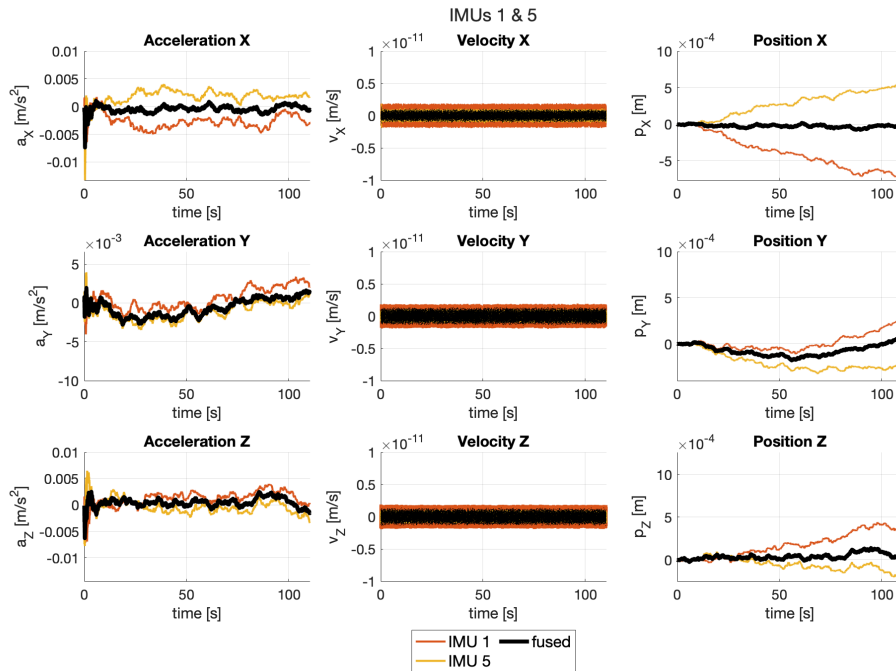 IMUs 1 & 5
Acceleration X
Velocity X
Position X
0.01
0.005
0
-0.005
-0.01
a_X [m/s²]
0 50 100
time [s]
×10⁻¹¹
1
0.5
0
-0.5
-1
v_X [m/s]
0 50 100
time [s]
×10⁻⁴
10
5
0
-5
p_X [m]
0 50 100
time [s]
Acceleration Y
Velocity Y
Position Y
×10⁻³
5
0
-5
-10
a_Y [m/s²]
0 50 100
time [s]
×10⁻¹¹
1
0.5
0
-0.5
-1
v_Y [m/s]
0 50 100
time [s]
×10⁻⁴
10
5
0
-5
p_Y [m]
0 50 100
time [s]
Acceleration Z
Velocity Z
Position Z
0.01
0.005
0
-0.005
-0.01
a_Z [m/s²]
0 50 100
time [s]
×10⁻¹¹
1
0.5
0
-0.5
-1
v_Z [m/s]
0 50 100
time [s]
×10⁻⁴
10
5
0
p_Z [m]
0 50 100
time [s]
IMU 1 fused
IMU 5